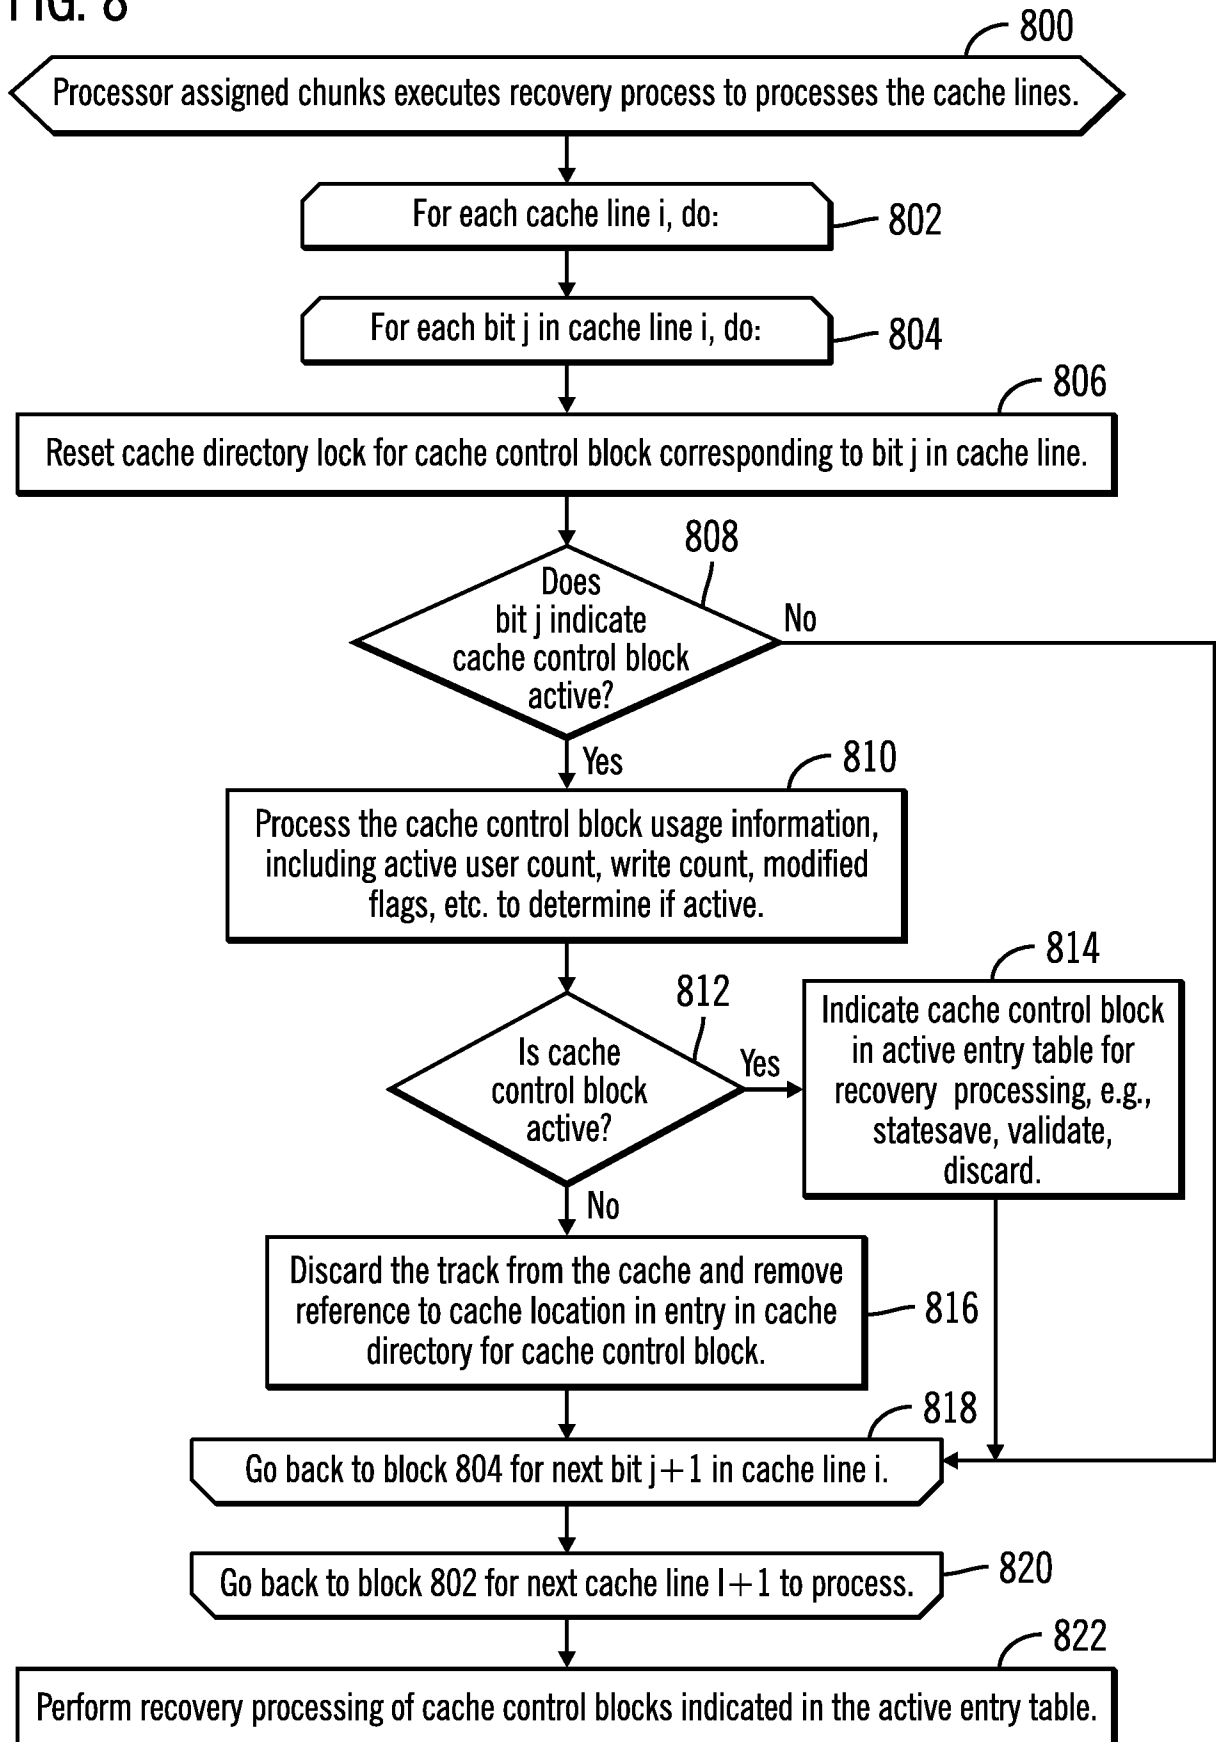 FIG. 8
800
Processor assigned chunks executes recovery process to processes the cache lines.
For each cache line i, do:
802
For each bit j in cache line i, do:
804
806
Reset cache directory lock for cache control block corresponding to bit j in cache line.
808
Does
bit j indicate
cache control block
active?
No
Yes
810
Process the cache control block usage information,
including active user count, write count, modified
flags, etc. to determine if active.
812
Is cache
control block
active?
Yes
814
Indicate cache control block
in active entry table for
recovery processing, e.g.,
statesave, validate,
discard.
No
Discard the track from the cache and remove
reference to cache location in entry in cache
directory for cache control block.
816
818
Go back to block 804 for next bit j+1 in cache line i.
Go back to block 802 for next cache line I+1 to process.
820
822
Perform recovery processing of cache control blocks indicated in the active entry table.